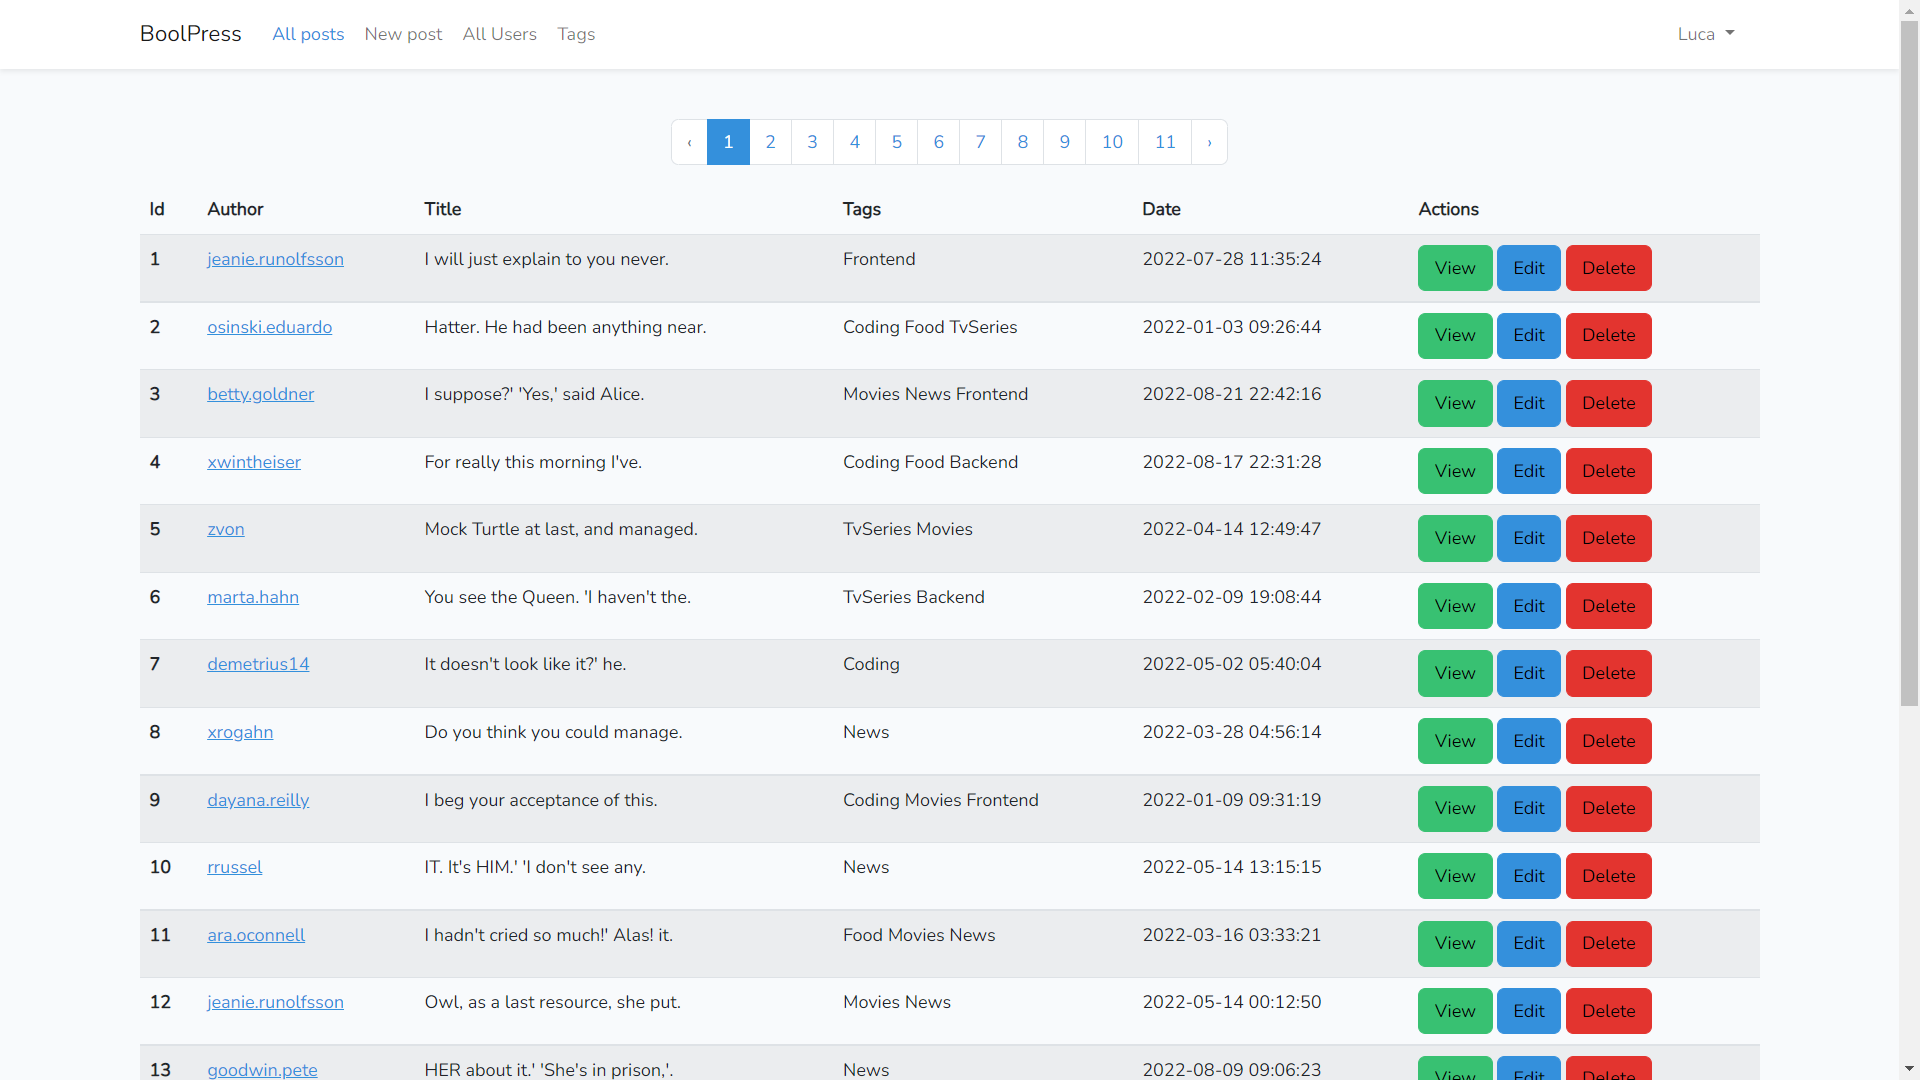 BoolPress All posts New post All Users Tags Luca
‹ 1 2 3 4 5 6 7 8 9 10 11 ›
Id Author Title Tags Date Actions
1 jeanie.runolfsson I will just explain to you never. Frontend 2022-07-28 11:35:24 View Edit Delete
2 osinski.eduardo Hatter. He had been anything near. Coding Food TvSeries 2022-01-03 09:26:44 View Edit Delete
3 betty.goldner I suppose?' 'Yes,' said Alice. Movies News Frontend 2022-08-21 22:42:16 View Edit Delete
4 xwintheiser For really this morning I've. Coding Food Backend 2022-08-17 22:31:28 View Edit Delete
5 zvon Mock Turtle at last, and managed. TvSeries Movies 2022-04-14 12:49:47 View Edit Delete
6 marta.hahn You see the Queen. 'I haven't the. TvSeries Backend 2022-02-09 19:08:44 View Edit Delete
7 demetrius14 It doesn't look like it?' he. Coding 2022-05-02 05:40:04 View Edit Delete
8 xrogahn Do you think you could manage. News 2022-03-28 04:56:14 View Edit Delete
9 dayana.reilly I beg your acceptance of this. Coding Movies Frontend 2022-01-09 09:31:19 View Edit Delete
10 rrussel IT. It's HIM.' 'I don't see any. News 2022-05-14 13:15:15 View Edit Delete
11 ara.oconnell I hadn't cried so much!' Alas! it. Food Movies News 2022-03-16 03:33:21 View Edit Delete
12 jeanie.runolfsson Owl, as a last resource, she put. Movies News 2022-05-14 00:12:50 View Edit Delete
13 goodwin.pete HER about it.' 'She's in prison,'. News 2022-08-09 09:06:23 View Edit Delete